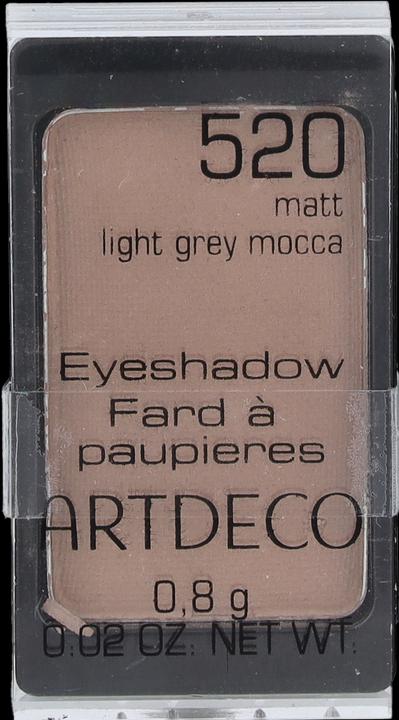 520
matt
light grey mocca
Eyeshadow
Fard à
paupieres
ARTDECO
0,8 g
0.02 OZ. NET WT.